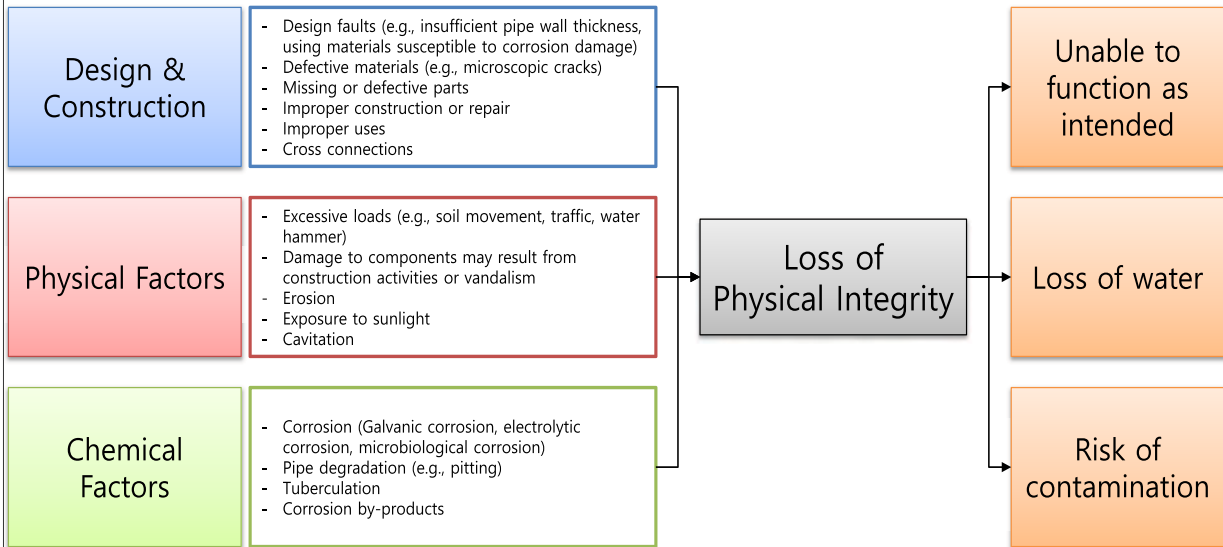 Design &
Construction
- Design faults (e.g., insufficient pipe wall thickness,
using materials susceptible to corrosion damage)
- Defective materials (e.g., microscopic cracks)
- Missing or defective parts
- Improper construction or repair
- Improper uses
- Cross connections
Physical Factors
- Excessive loads (e.g., soil movement, traffic, water
hammer)
- Damage to components may result from
construction activities or vandalism
- Erosion
- Exposure to sunlight
- Cavitation
Chemical
Factors
- Corrosion (Galvanic corrosion, electrolytic
corrosion, microbiological corrosion)
- Pipe degradation (e.g., pitting)
- Tuberculation
- Corrosion by-products
Loss of
Physical Integrity
Unable to
function as
intended
Loss of water
Risk of
contamination